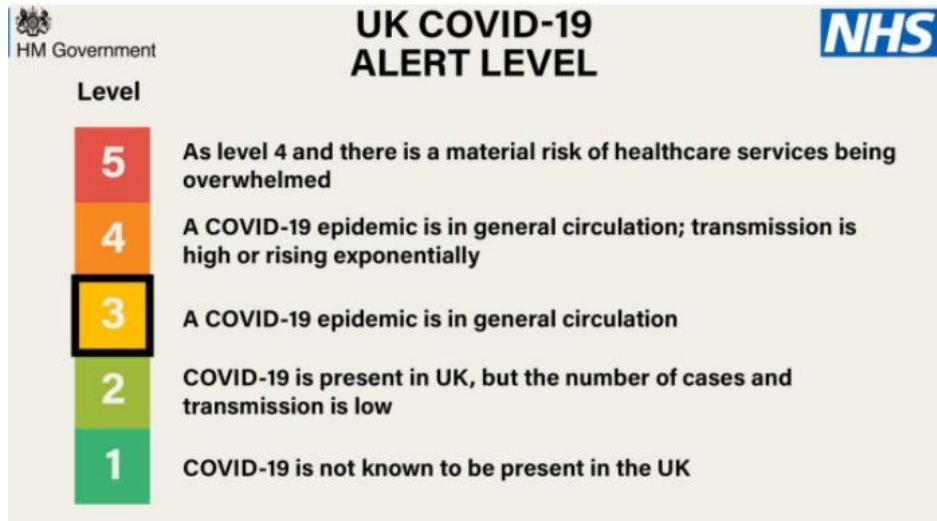 HM Government
UK COVID-19
ALERT LEVEL
NHS
Level
5
As level 4 and there is a material risk of healthcare services being
overwhelmed
4
A COVID-19 epidemic is in general circulation; transmission is
high or rising exponentially
3
A COVID-19 epidemic is in general circulation
2
COVID-19 is present in UK, but the number of cases and
transmission is low
1
COVID-19 is not known to be present in the UK